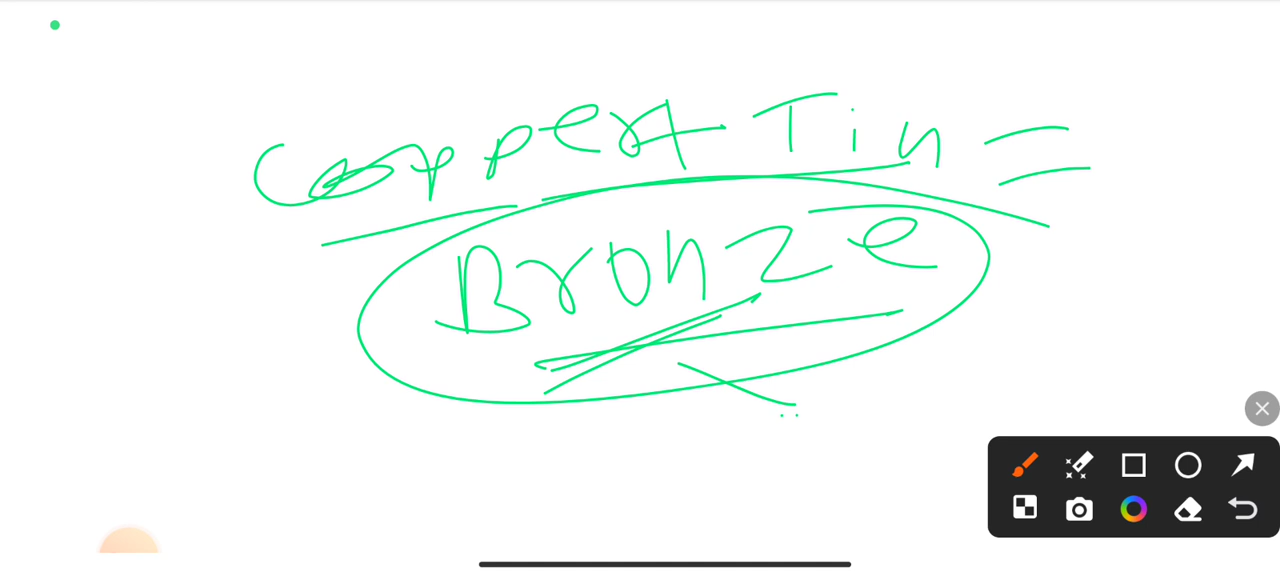 Copper + Tin =
Bronze